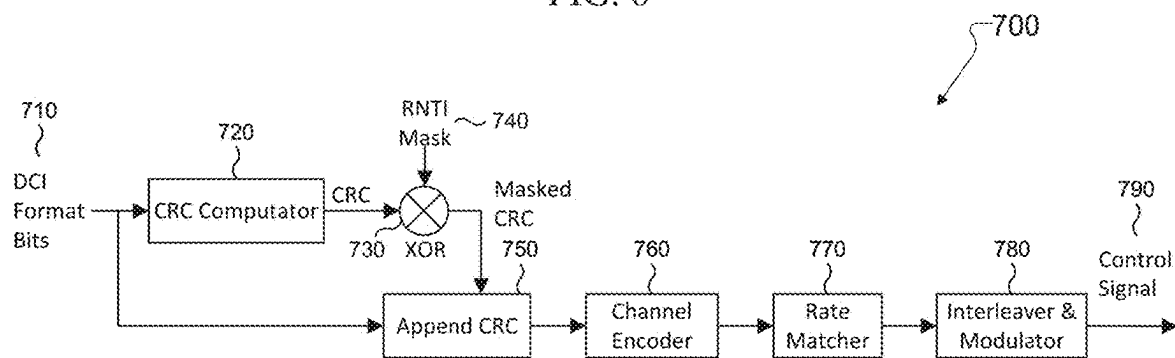 700
710
DCI
Format
Bits
720
CRC Computator
CRC
RNTI
Mask
740
730
XOR
Masked
CRC
750
Append CRC
760
Channel
Encoder
770
Rate
Matcher
780
Interleaver &
Modulator
790
Control
Signal